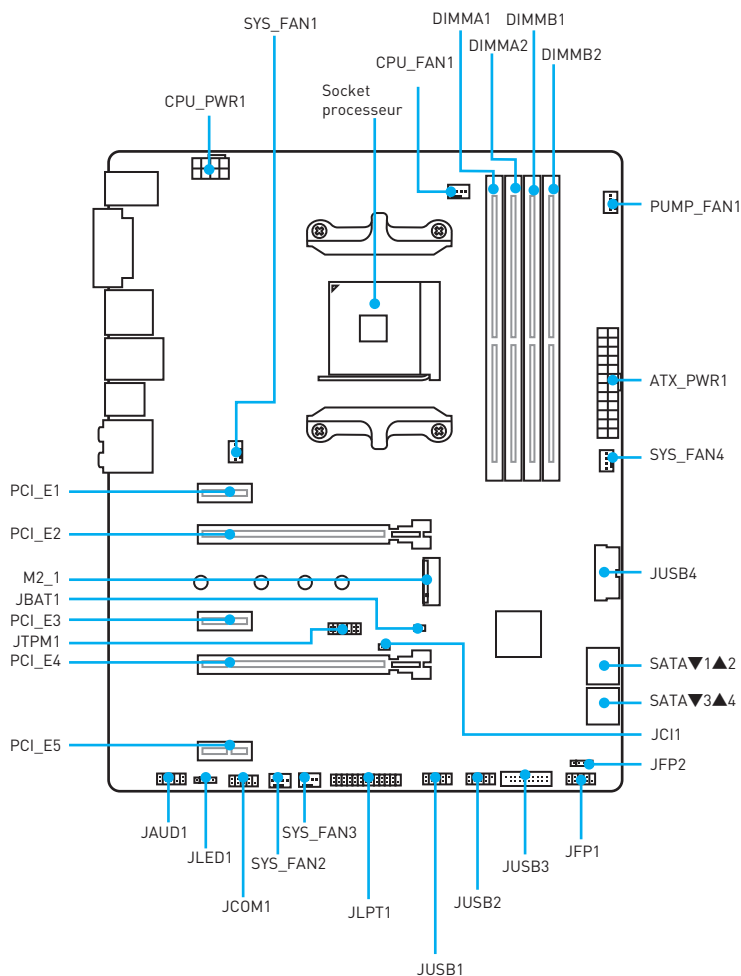 DIMMA1
DIMMB1
SYS_FAN1
DIMMA2
DIMMB2
CPU_FAN1
Socket
processeur
CPU_PWR1
PUMP_FAN1
ATX_PWR1
SYS_FAN4
PCI_E1
PCI_E2
M2_1
JUSB4
JBAT1
PCI_E3
JTPM1
PCI_E4
SATA▼1▲2
SATA▼3▲4
JCI1
PCI_E5
JFP2
JAUD1
SYS_FAN3
JLED1
SYS_FAN2
JUSB3
JFP1
JCOM1
JLPT1
JUSB2
JUSB1